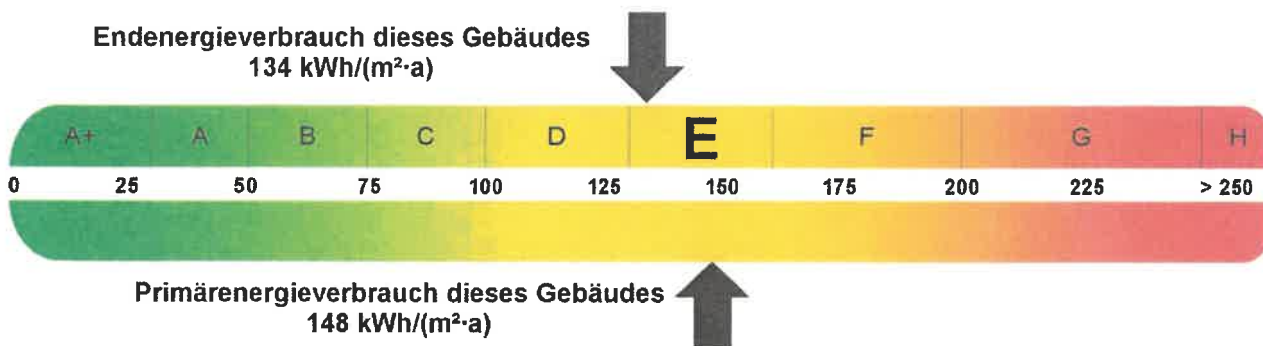 Endenergieverbrauch dieses Gebäudes
134 kWh/(m²·a)
A+ A B C D E F G H
0 25 50 75 100 125 150 175 200 225 > 250
Primärenergieverbrauch dieses Gebäudes
148 kWh/(m²·a)